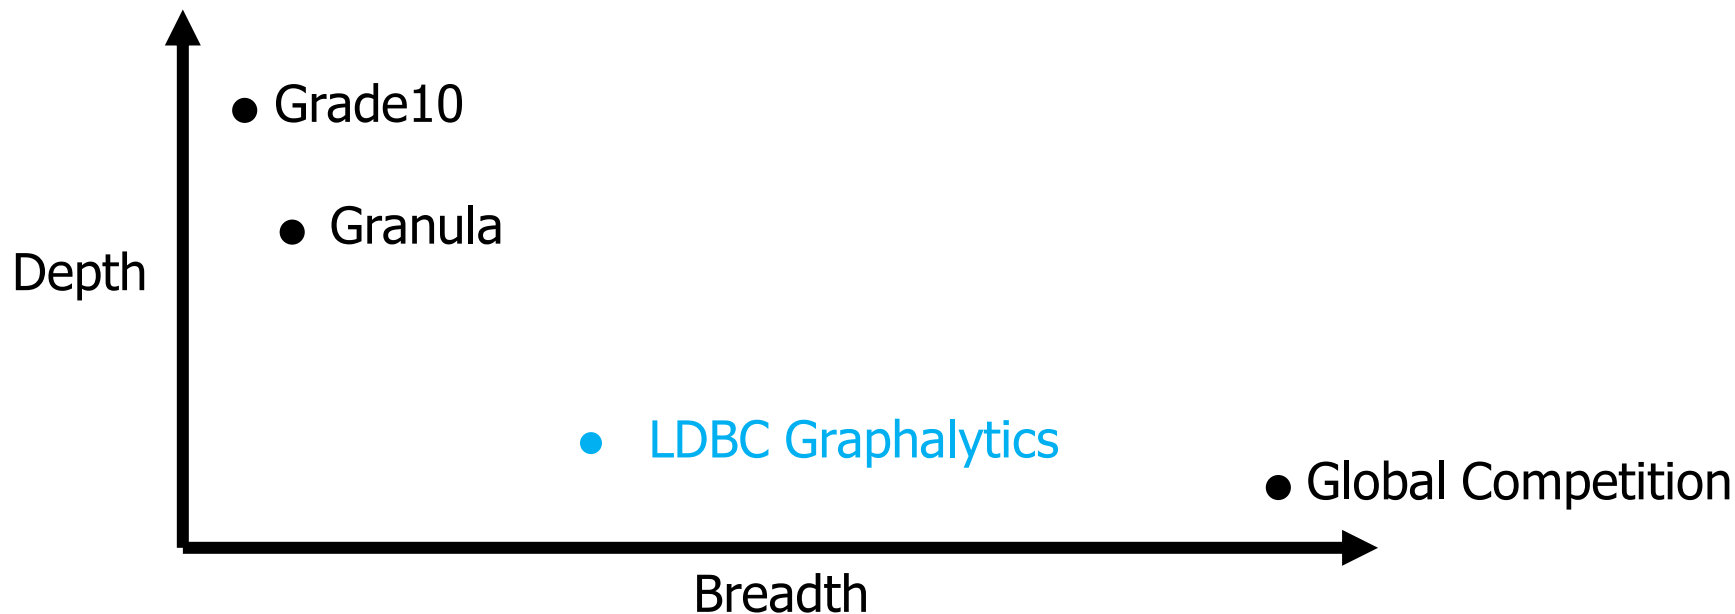 Grade10
Granula
Depth
LDBC Graphalytics
Global Competition
Breadth